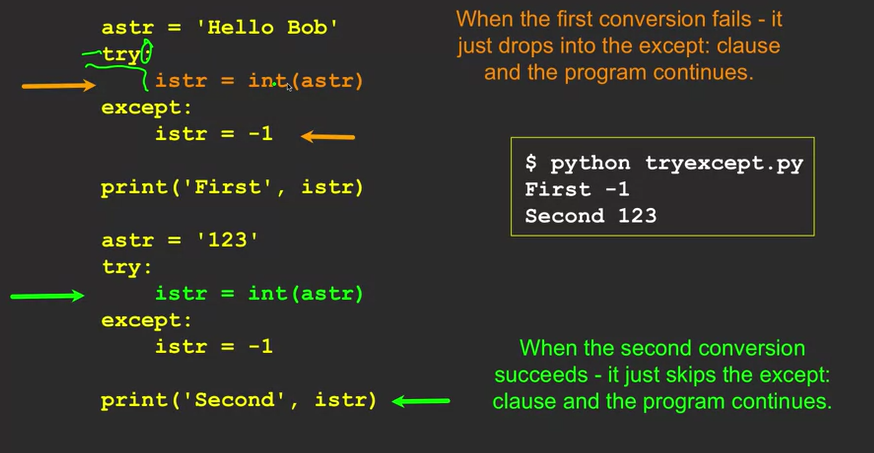 astr = 'Hello Bob'
try:
    istr = int(astr)
except:
    istr = -1
print('First', istr)
astr = '123'
try:
    istr = int(astr)
except:
    istr = -1
print('Second', istr)
When the first conversion fails - it
just drops into the except: clause
and the program continues.
$ python tryexcept.py
First -1
Second 123
When the second conversion
succeeds - it just skips the except:
clause and the program continues.